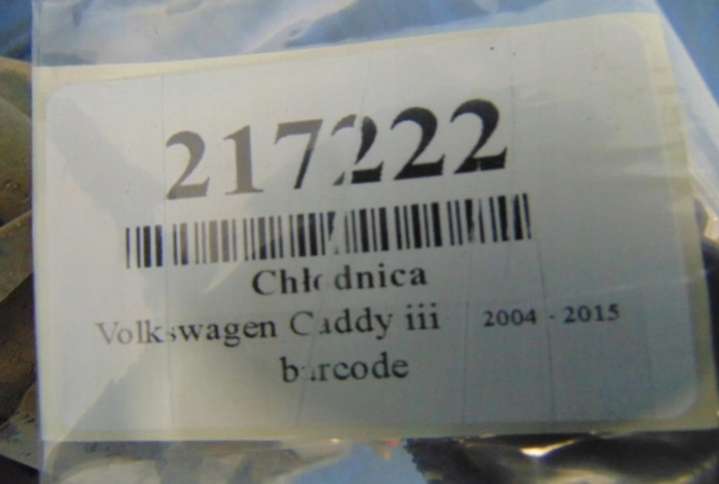 217222
Chłodnica
Volkswagen Caddy iii 2004 - 2015
barcode